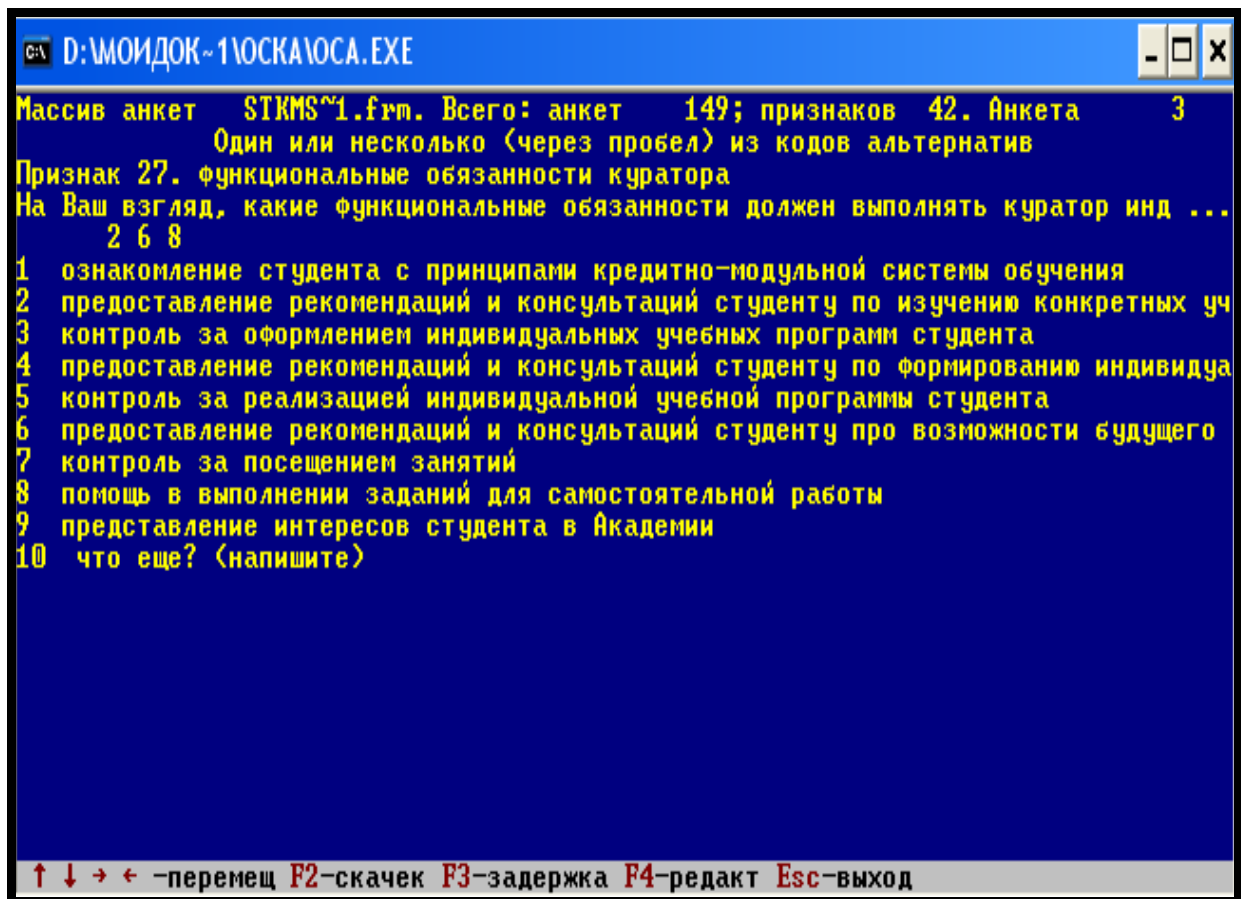 D:\МОИДОК~1\ОСКА\ОСА.EXE
Массив анкет STKMS~1.frm. Всего: анкет 149; признаков 42. Анкета 3
Один или несколько (через пробел) из кодов альтернатив
Признак 27. функциональные обязанности куратора
На Ваш взгляд, какие функциональные обязанности должен выполнять куратор инд ...
2 6 8
1 ознакомление студента с принципами кредитно-модульной системы обучения
2 предоставление рекомендаций и консультаций студенту по изучению конкретных уч
3 контроль за оформлением индивидуальных учебных программ студента
4 предоставление рекомендаций и консультаций студенту по формированию индивидуа
5 контроль за реализацией индивидуальной учебной программы студента
6 предоставление рекомендаций и консультаций студенту про возможности будущего
7 контроль за посещением занятий
8 помощь в выполнении заданий для самостоятельной работы
9 представление интересов студента в Академии
10 что еще? (напишите)
↑ ↓ → ← -перемещ F2-скачек F3-задержка F4-редакт Esc-выход